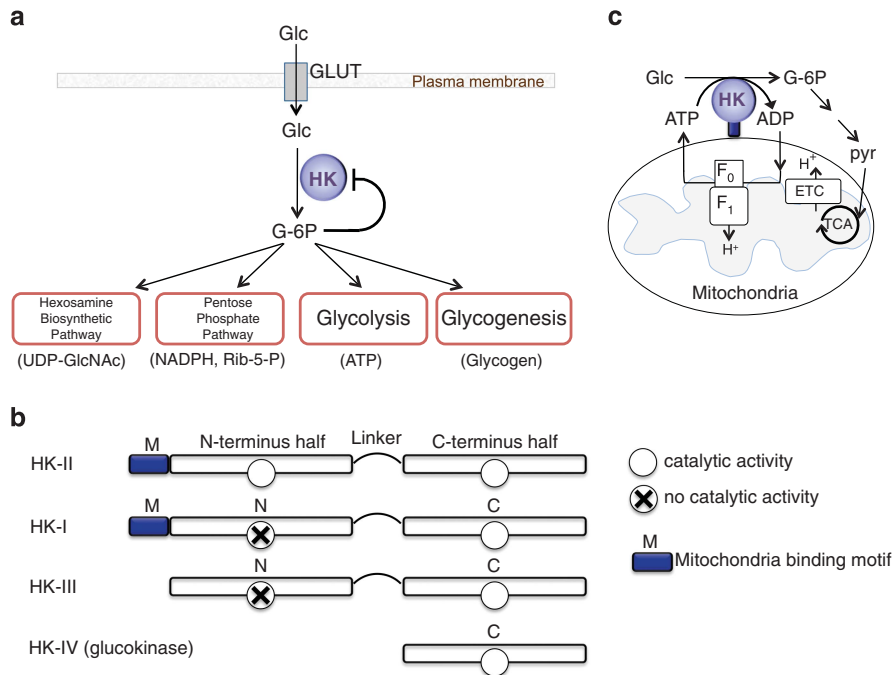 a
Glc
GLUT
Plasma membrane
Glc
HK
G-6P
Hexosamine
Biosynthetic
Pathway
(UDP-GlcNAc)
Pentose
Phosphate
Pathway
(NADPH, Rib-5-P)
Glycolysis
(ATP)
Glycogenesis
(Glycogen)
c
Glc
G-6P
HK
ATP
ADP
pyr
F0
F1
H+
H+
ETC
TCA
Mitochondria
b
M
N-terminus half
Linker
C-terminus half
HK-II
M
N
C
HK-I
N
C
HK-III
C
HK-IV (glucokinase)
catalytic activity
no catalytic activity
M
Mitochondria binding motif